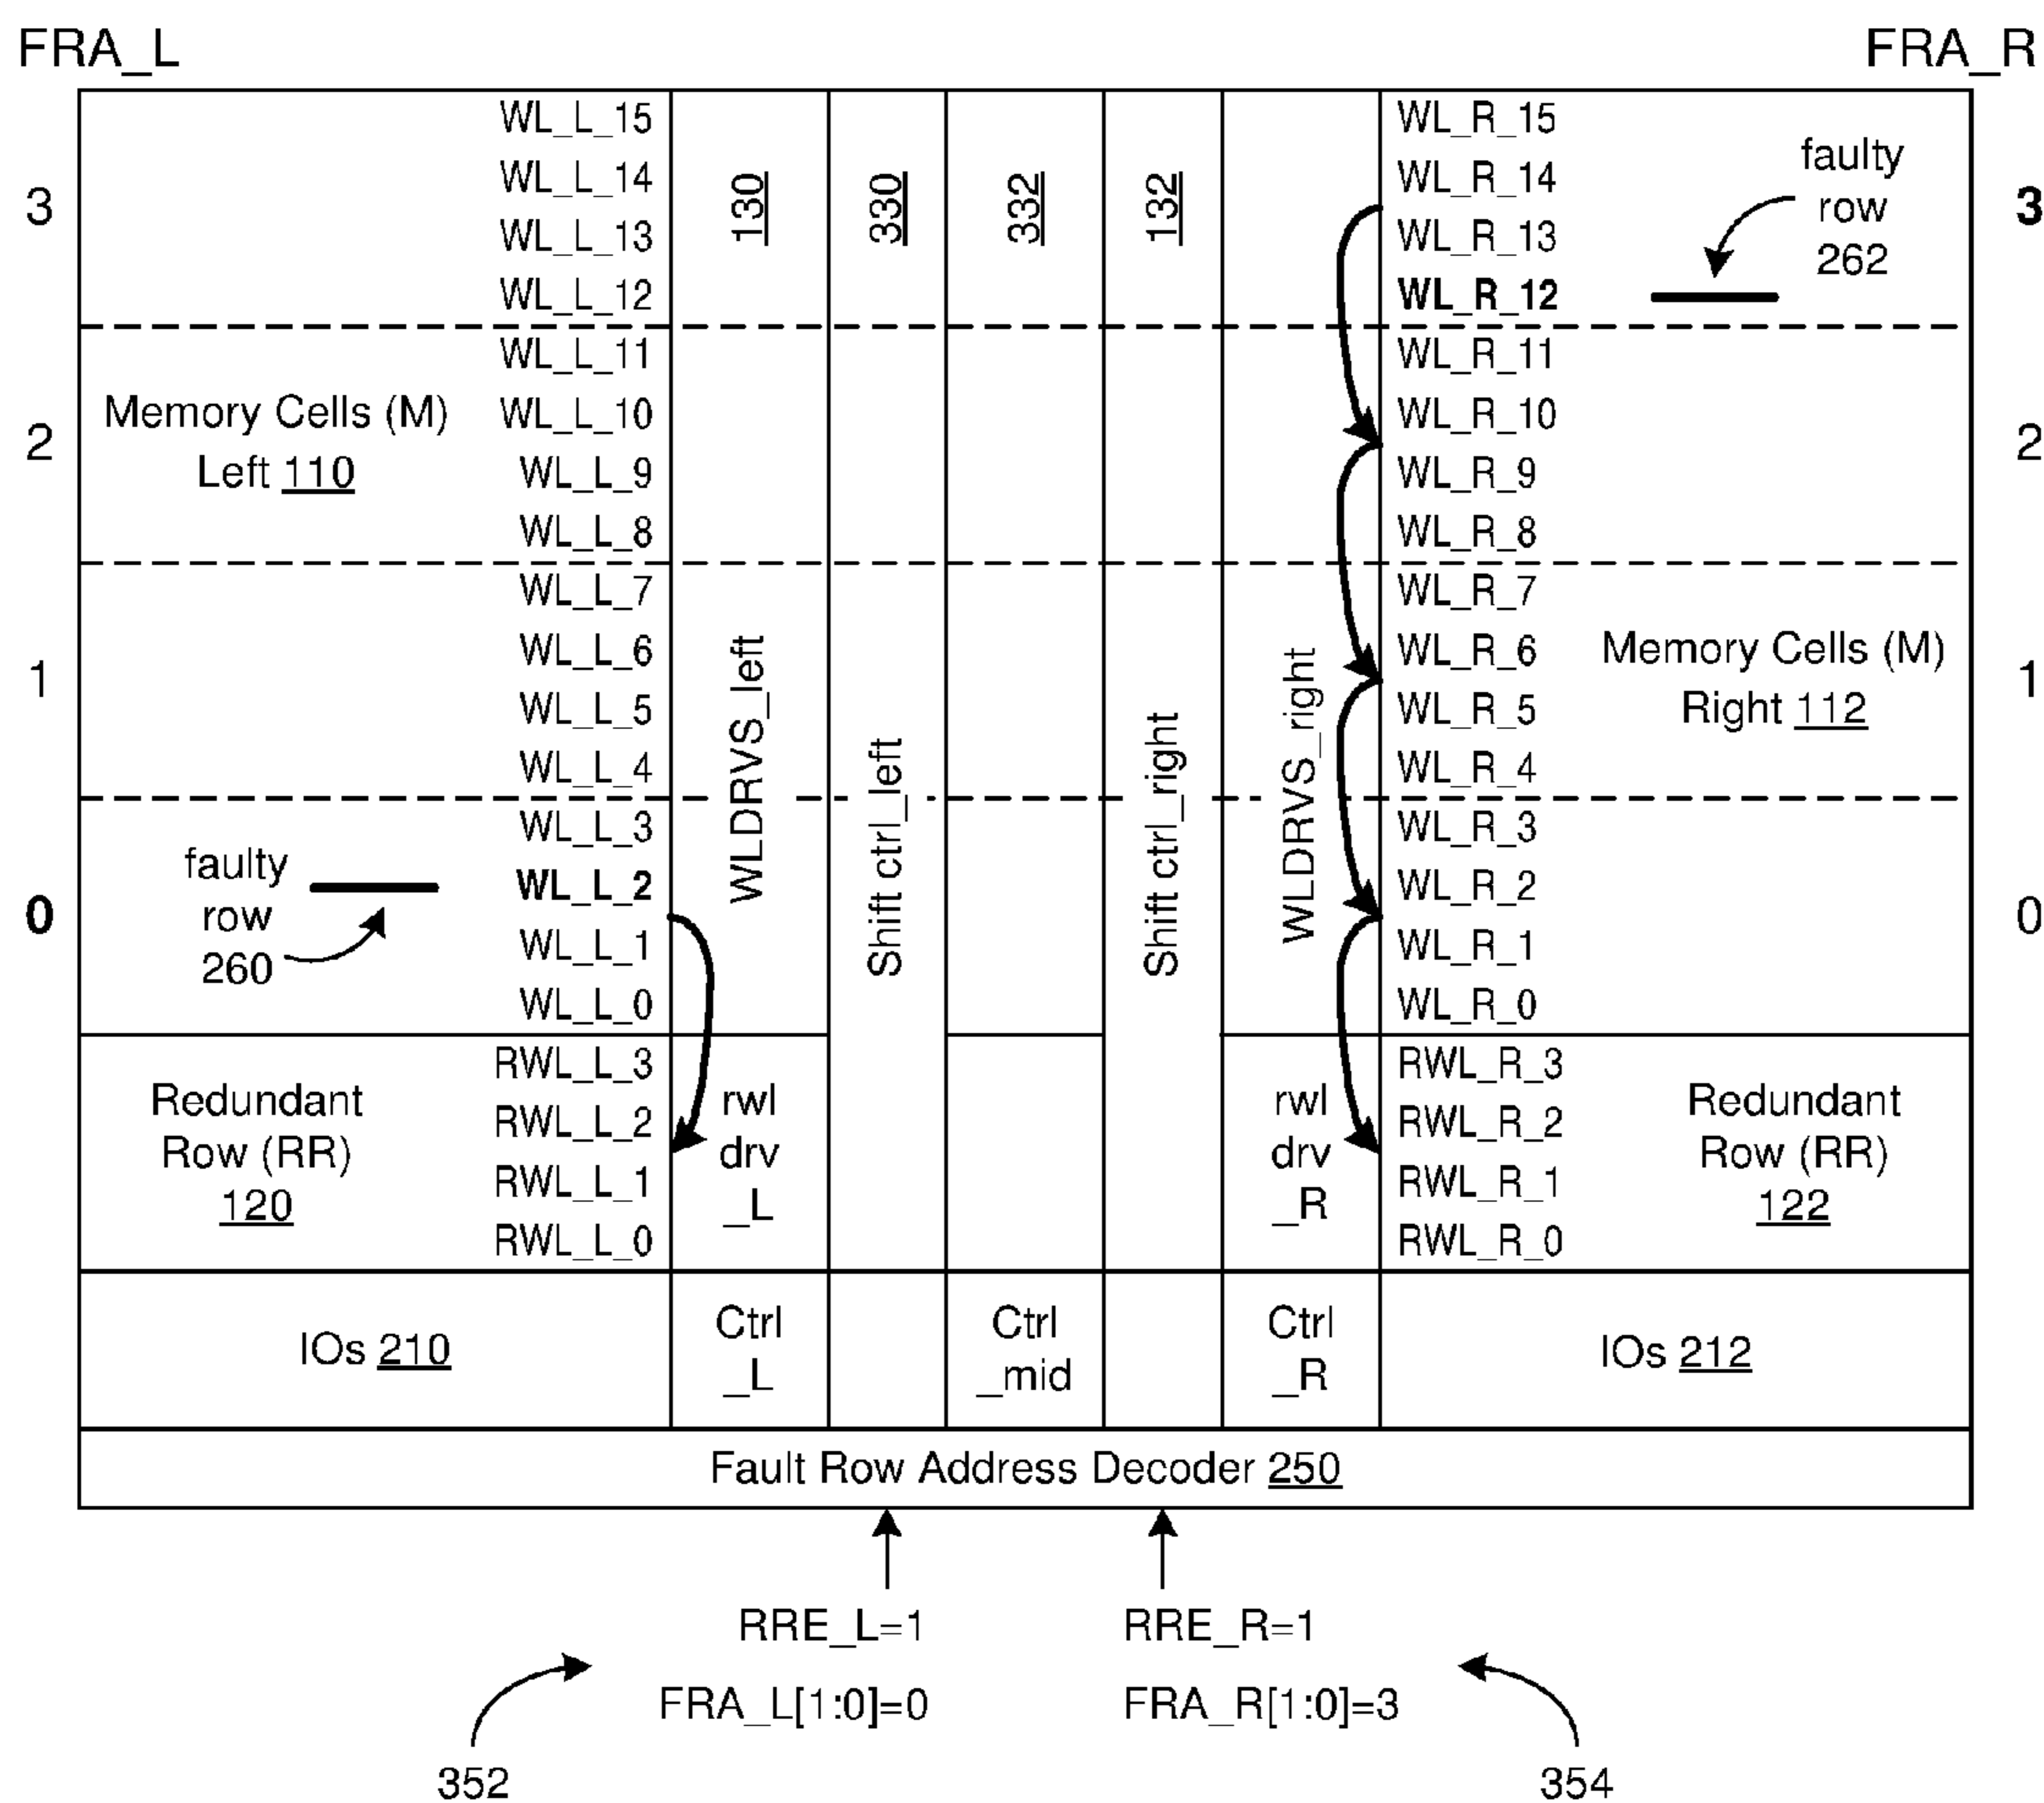 FRA_L
FRA_R
3
2
1
0
WL_L_15
WL_L_14
WL_L_13
WL_L_12
WL_L_11
WL_L_10
WL_L_9
WL_L_8
WL_L_7
WL_L_6
WL_L_5
WL_L_4
WL_L_3
WL_L_2
WL_L_1
WL_L_0
RWL_L_3
RWL_L_2
RWL_L_1
RWL_L_0
Memory Cells (M)
Left 110
faulty
row
260
Redundant
Row (RR)
120
130
330
332
132
WLDRVS_left
Shift ctrl_left
Shift ctrl_right
WLDRVS_right
rwl
drv
_L
rwl
drv
_R
WL_R_15
WL_R_14
WL_R_13
WL_R_12
WL_R_11
WL_R_10
WL_R_9
WL_R_8
WL_R_7
WL_R_6
WL_R_5
WL_R_4
WL_R_3
WL_R_2
WL_R_1
WL_R_0
RWL_R_3
RWL_R_2
RWL_R_1
RWL_R_0
faulty
row
262
Memory Cells (M)
Right 112
Redundant
Row (RR)
122
3
2
1
0
IOs 210
Ctrl
_L
Ctrl
_mid
Ctrl
_R
IOs 212
Fault Row Address Decoder 250
RRE_L=1
FRA_L[1:0]=0
RRE_R=1
FRA_R[1:0]=3
352
354